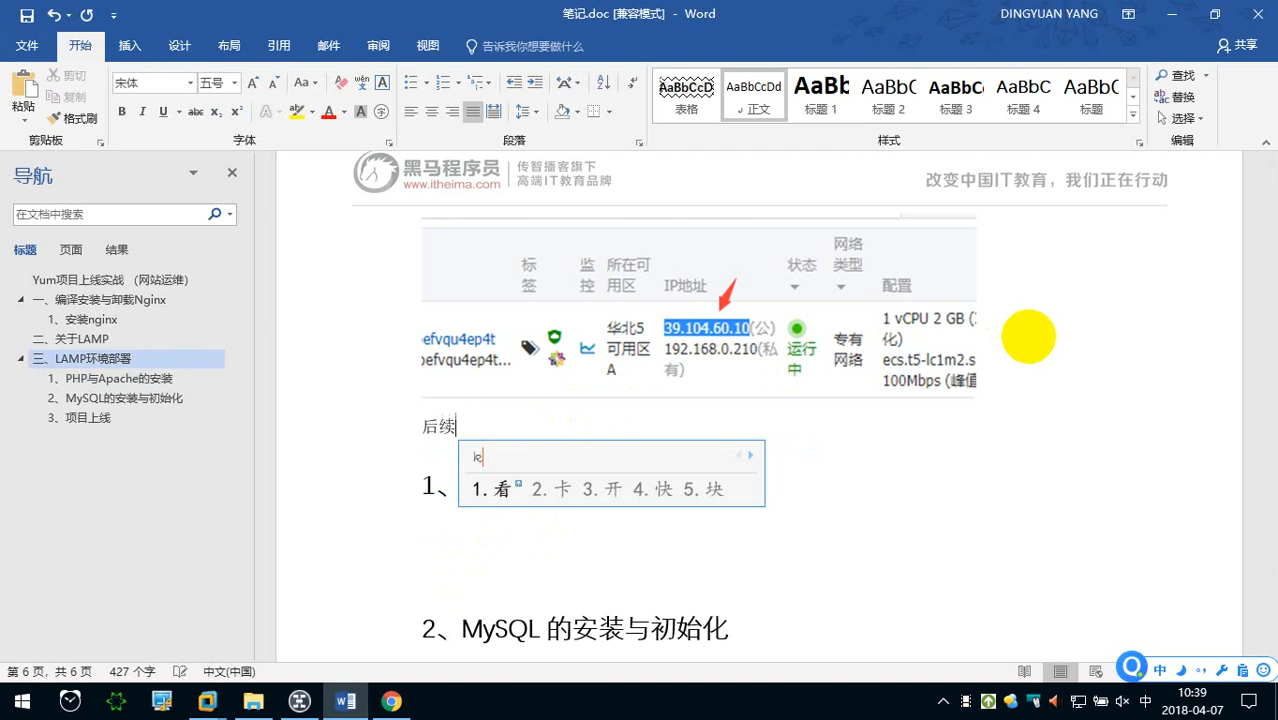 笔记.doc [兼容模式] - Word
DINGYUAN YANG
文件 开始 插入 设计 布局 引用 邮件 审阅 视图 告诉我你想要做什么 共享
粘贴
剪切
复制
格式刷
宋体 五号
B I U abc x₂ x² A A A
AaBbCcD 表格
AaBbCcDd 正文
AaBb 标题 1
AaBbC 标题 2
AaBbC 标题 3
AaBbC 标题 4
AaBbC 标题
查找
替换
选择
剪贴板 字体 段落 样式 编辑
导航
在文档中搜索
标题 页面 结果
Yum项目上线实战 (网站运维)
一、编译安装与卸载Nginx
1、安装nginx
二、关于LAMP
三、LAMP环境部署
1、PHP与Apache的安装
2、MySQL的安装与初始化
3、项目上线
黑马程序员
www.itheima.com
传智播客旗下
高端IT教育品牌
改变中国IT教育，我们正在行动
标签 监控 所在可用区 IP地址 状态 网络类型 配置
oefvqu4ep4t
oefvqu4ep4t...
华北5 可用区 A
39.104.60.10(公)
192.168.0.210(私有)
运行中
专有网络
1 vCPU 2 GB (
化)
ecs.t5-lc1m2.s
100Mbps (峰值
后续
k
1.看 2.卡 3.开 4.快 5.块
1、
2、MySQL 的安装与初始化
第 6 页，共 6 页 427 个字 中文(中国)
中
中
10:39
2018-04-07